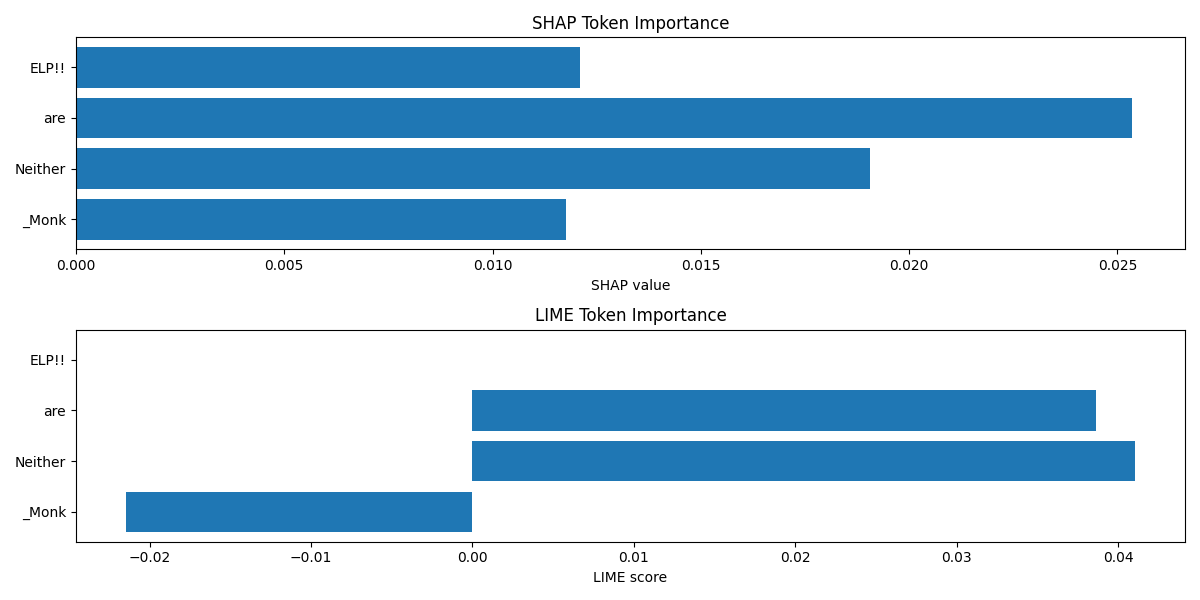 SHAP Token Importance
ELP!!
are
Neither
_Monk
0.000 0.005 0.010 0.015 0.020 0.025
SHAP value
LIME Token Importance
ELP!!
are
Neither
_Monk
−0.02 −0.01 0.00 0.01 0.02 0.03 0.04
LIME score